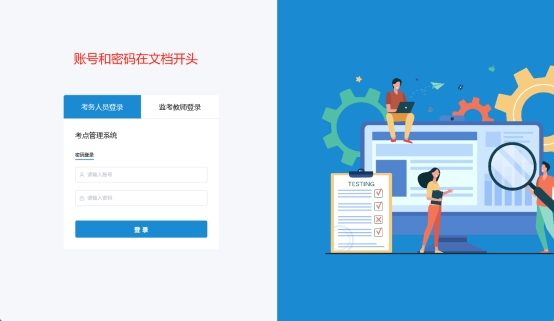 账号和密码在文档开头
考务人员登录 监考教师登录
考点管理系统
密码登录
请输入账号
请输入密码
登 录
TESTING